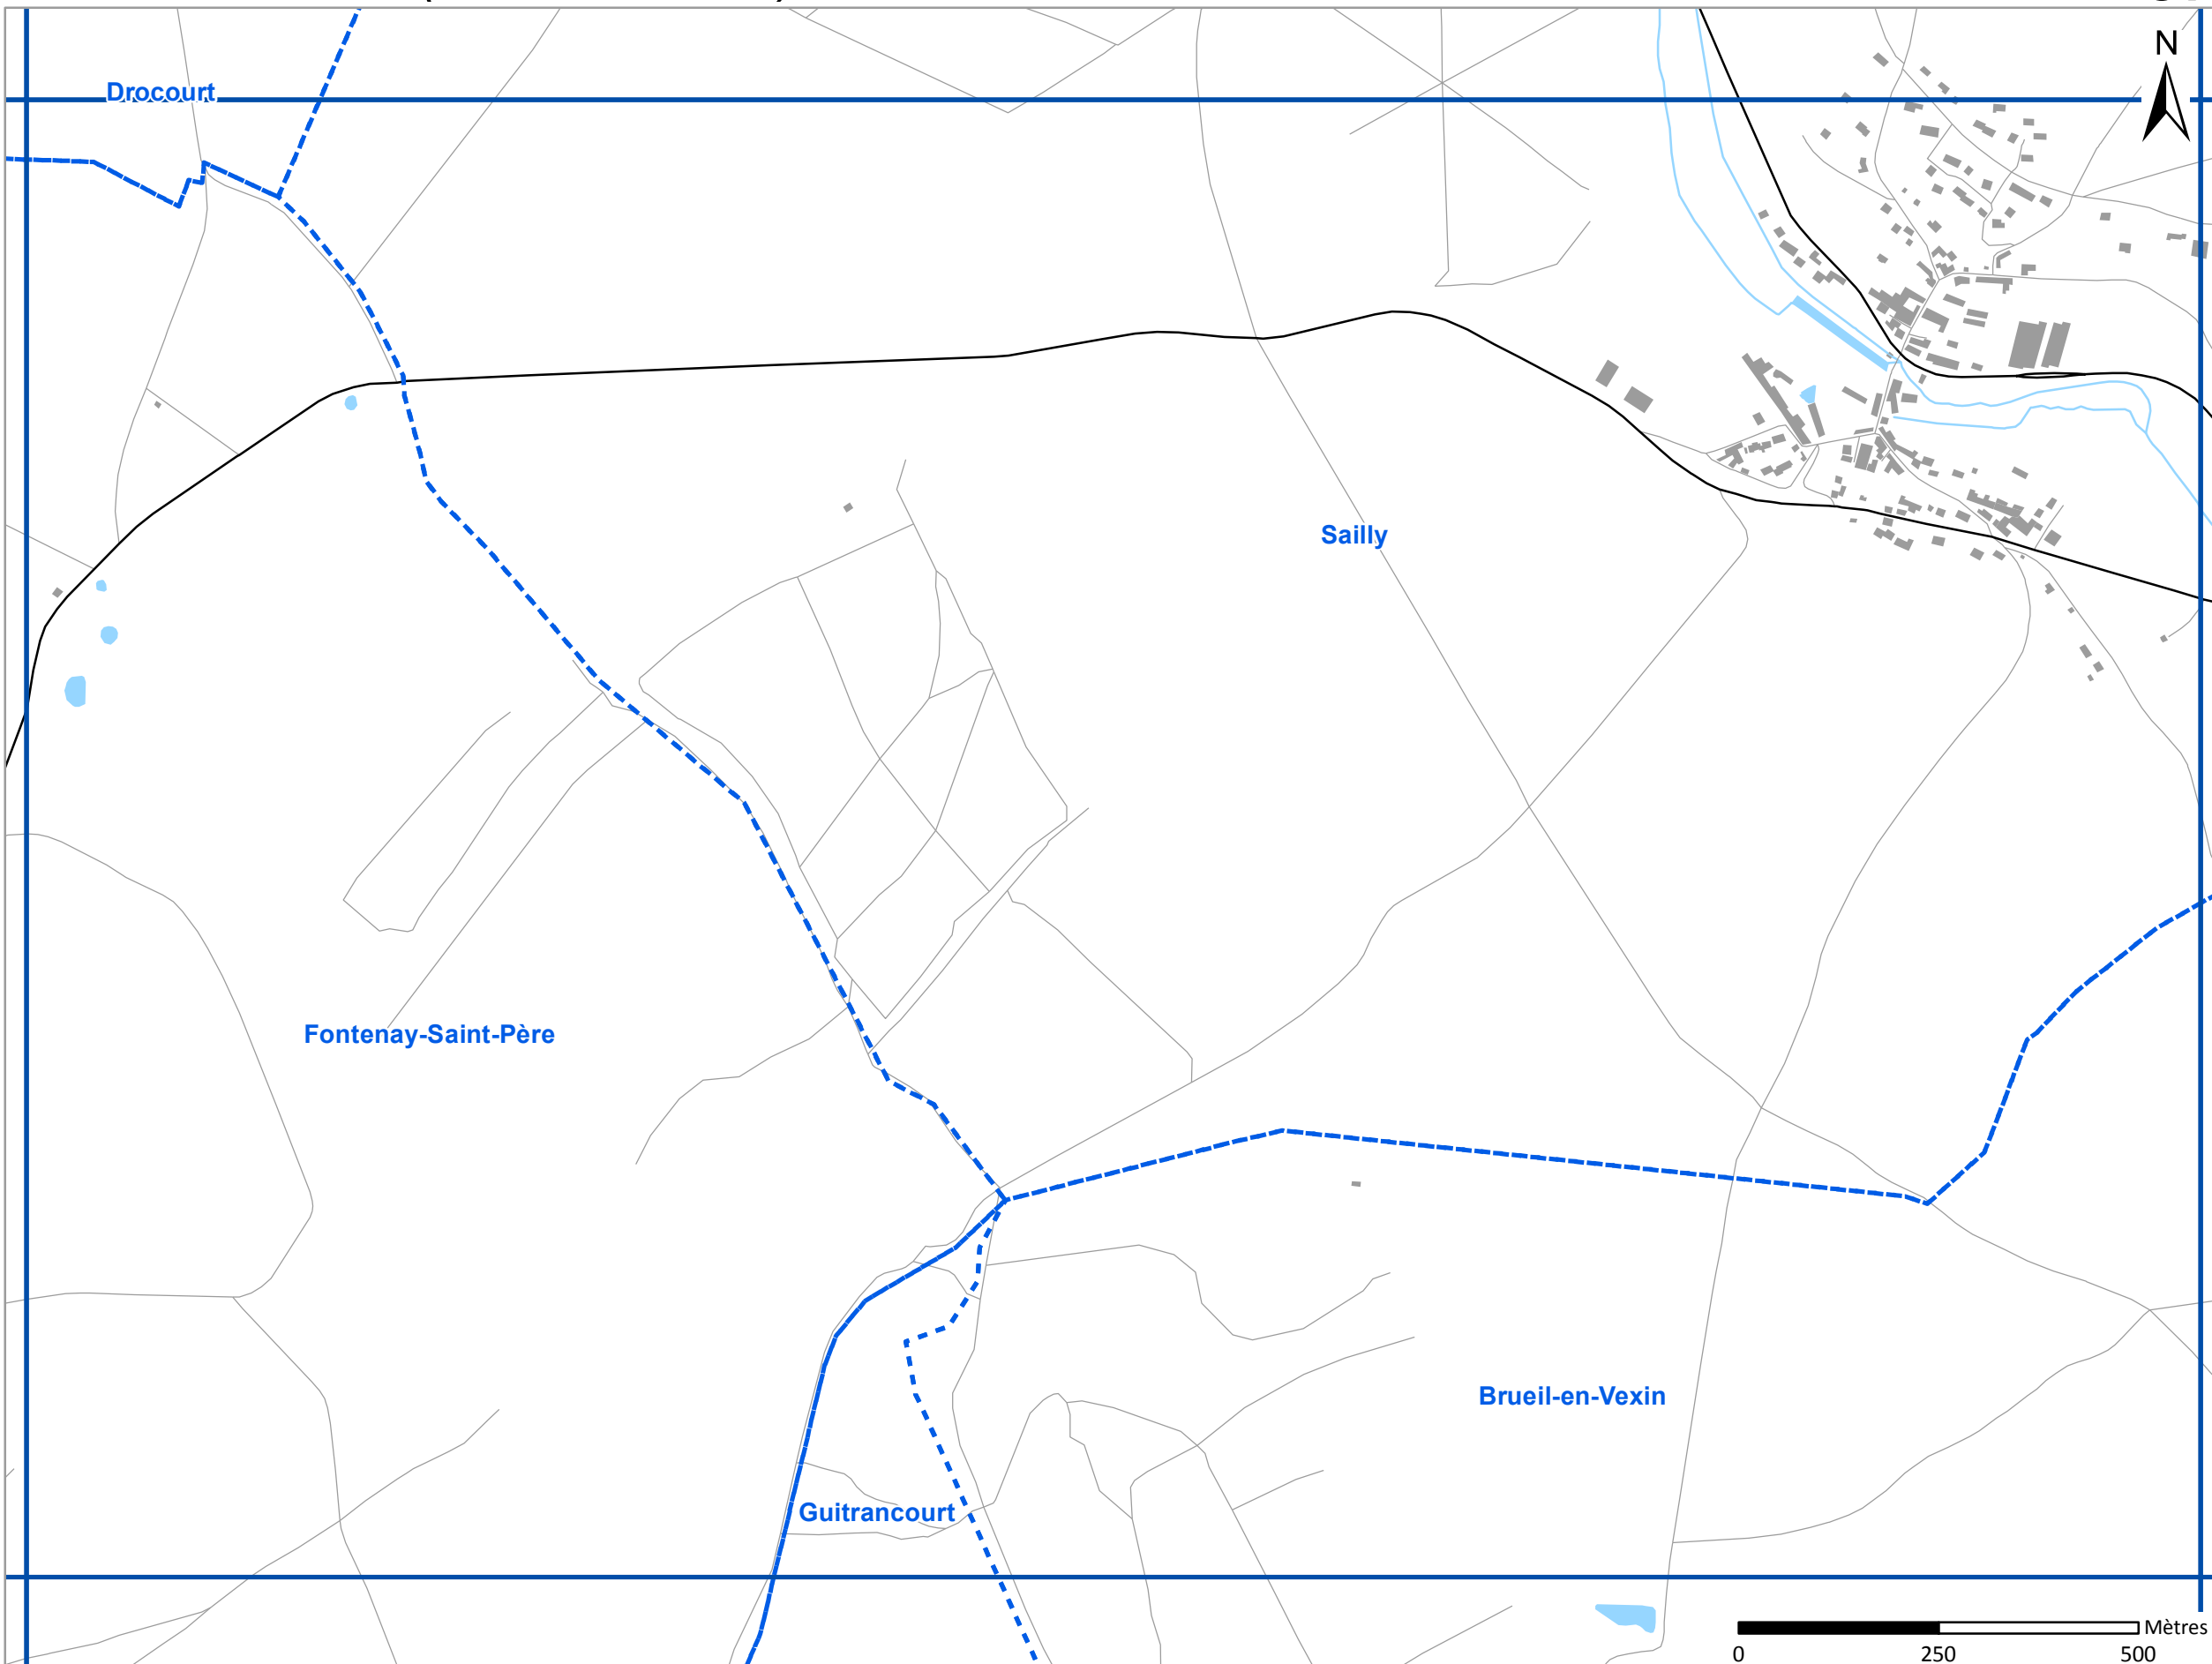 N
Drocourt
Sailly
Fontenay-Saint-Père
Brueil-en-Vexin
Guitrancourt
Mètres
0 250 500